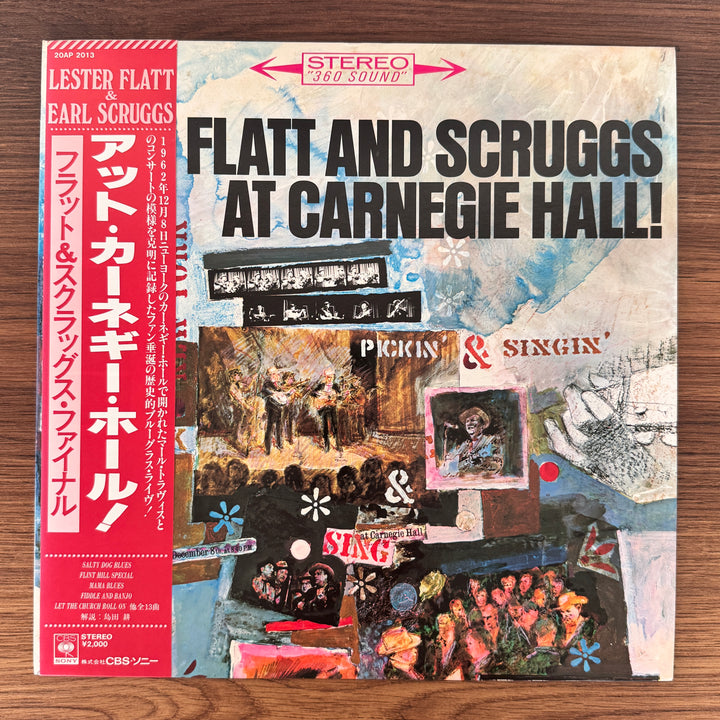 20AP 2013
LESTER FLATT
&
EARL SCRUGGS
アット・カーネギー・ホール!
フラット&スクラッグス・ファイナル
1962年12月8日ニューヨークのカーネギー・ホールで開かれたマール・トラヴィスと
のコンサートの模様を克明に記録したファン垂涎の歴史的ブルーグラス・ライヴ!
SALTY DOG BLUES
FLINT HILL SPECIAL
MAMA BLUES
FIDDLE AND BANJO
LET THE CHURCH ROLL ON 他全13曲
解説:島田 耕
CBS
SONY
STEREO
¥2,000
株式会社CBS・ソニー
STEREO
"360 SOUND"
FLATT AND SCRUGGS
AT CARNEGIE HALL!
PICKIN' & SINGIN'
&
at Carnegie Hall
SING
December 8